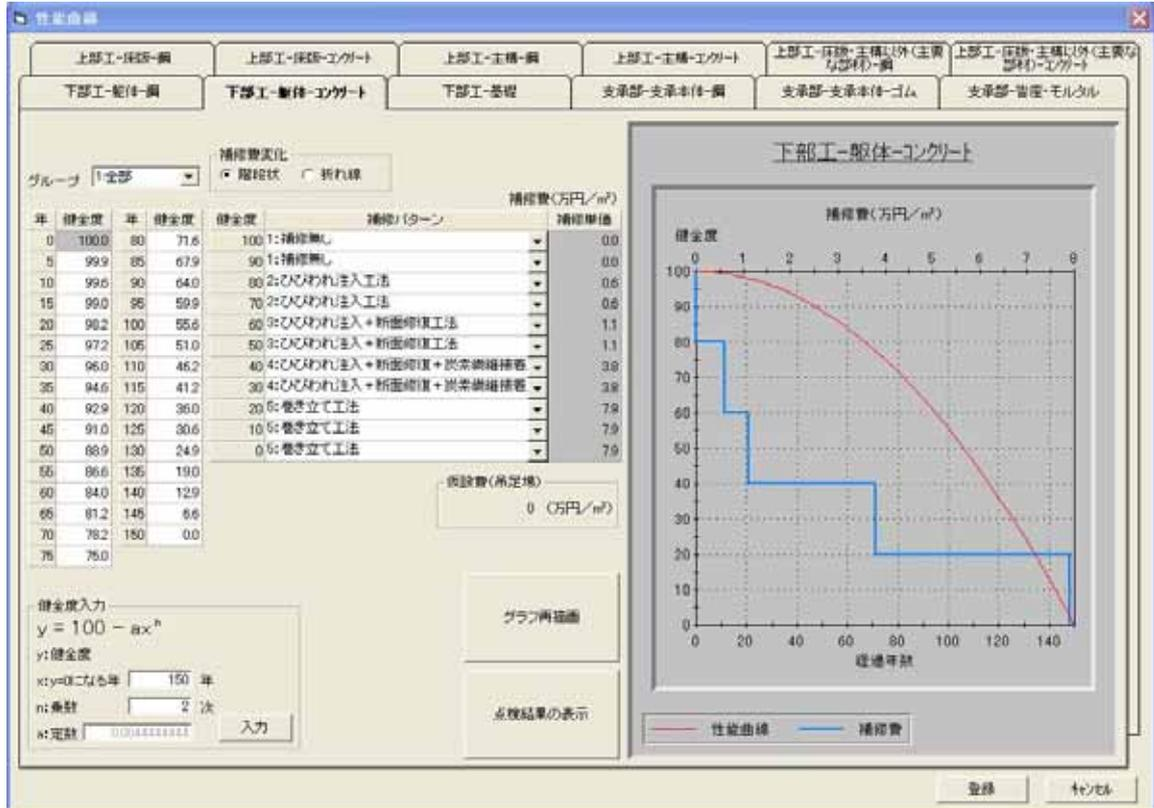 性能曲線
上部工-床版-鋼
上部工-床版-コンクリート
上部工-主構-鋼
上部工-主構-コンクリート
上部工-床版・主構以外(主要な部材)-鋼
上部工-床版・主構以外(主要な部材)-コンクリート
下部工-躯体-鋼
下部工-躯体-コンクリート
下部工-基礎
支承部-支承本体-鋼
支承部-支承本体-ゴム
支承部-沓座・モルタル
グループ 1:全部
補修費変化
階段状 折れ線
補修費(万円/㎡)
年 健全度 年 健全度 健全度 補修パターン 補修単価
0 100.0 80 71.6 100 1:補修無し 0.0
5 99.9 85 67.9 90 1:補修無し 0.0
10 99.6 90 64.0 80 2:ひびわれ注入工法 0.6
15 99.0 95 59.9 70 2:ひびわれ注入工法 0.6
20 98.2 100 55.6 60 3:ひびわれ注入+断面修復工法 1.1
25 97.2 105 51.0 50 3:ひびわれ注入+断面修復工法 1.1
30 96.0 110 46.2 40 4:ひびわれ注入+断面修復+炭素繊維接着 3.8
35 94.6 115 41.2 30 4:ひびわれ注入+断面修復+炭素繊維接着 3.8
40 92.9 120 36.0 20 5:巻き立て工法 7.9
45 91.0 125 30.6 10 5:巻き立て工法 7.9
50 88.9 130 24.9 0 5:巻き立て工法 7.9
55 86.6 135 19.0
60 84.0 140 12.9
65 81.2 145 6.6
70 78.2 150 0.0
75 75.0
仮設費(吊足場)
0 (万円/㎡)
健全度入力
y = 100 - axⁿ
y:健全度
x:y=0になる年 150 年
n:乗数 2 次
a:定数 0.004444444
入力
グラフ再描画
点検結果の表示
下部工-躯体-コンクリート
補修費(万円/㎡)
健全度
0 1 2 3 4 5 6 7 8
100
90
80
70
60
50
40
30
20
10
0
0 20 40 60 80 100 120 140
経過年数
性能曲線 補修費
登録 キャンセル